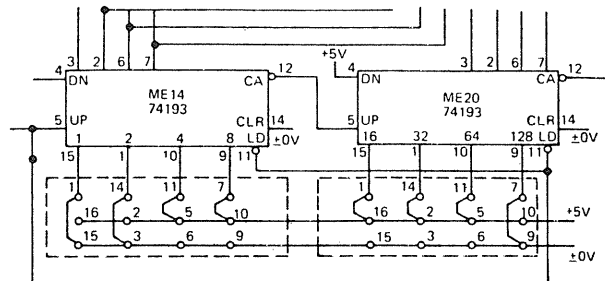 3 2 6 7 3 2 6 7
4 DN ME14 CA 12 +5V 4 DN ME20 CA 12
74193 74193
5 UP CLR 14 5 UP CLR 14
1 2 4 8 LD ±0V 16 32 64 128 LD ±0V
15 1 10 9 11 15 1 10 9 11
1 14 11 7 1 14 11 7
16 2 5 10 16 2 5 10 +5V
15 3 6 9 15 3 6 9 ±0V